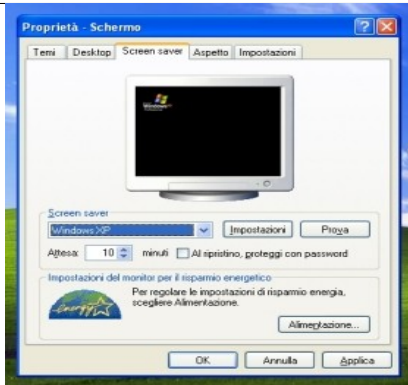 Proprietà - Schermo
Temi Desktop Screen saver Aspetto Impostazioni
Windows
Screen saver
Windows XP Impostazioni Prova
Attesa: 10 minuti Al ripristino, proteggi con password
Impostazioni del monitor per il risparmio energetico
Per regolare le impostazioni di risparmio energia,
scegliere Alimentazione.
energy
Alimentazione...
OK Annulla Applica